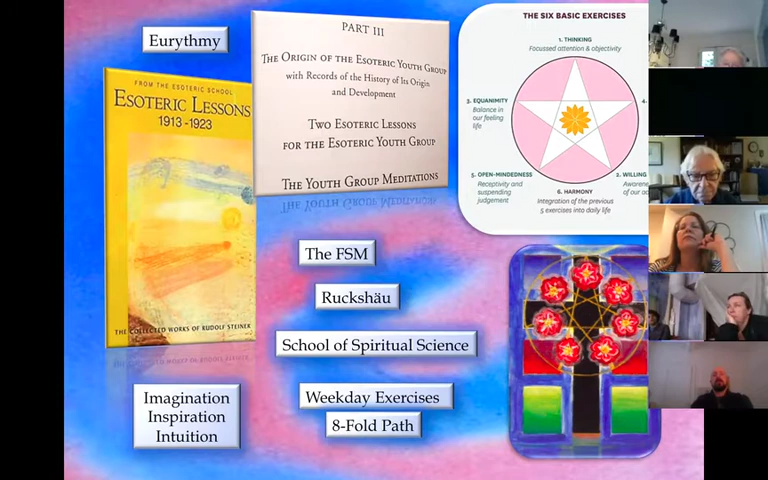 Eurythmy
FROM THE ESOTERIC SCHOOL
ESOTERIC LESSONS
1913-1923
THE COLLECTED WORKS OF RUDOLF STEINER
PART III
THE ORIGIN OF THE ESOTERIC YOUTH GROUP
with Records of the History of Its Origin
and Development
TWO ESOTERIC LESSONS
FOR THE ESOTERIC YOUTH GROUP
THE YOUTH GROUP MEDITATIONS
THE SIX BASIC EXERCISES
1. THINKING
Focussed attention & objectivity
3. EQUANIMITY
Balance in
our feeling
life
4.
5. OPEN-MINDEDNESS
Receptivity and
suspending
judgement
2. WILLING
of our
6. HARMONY
Integration of the previous
5 exercises into daily life
The FSM
Ruckshäu
School of Spiritual Science
Weekday Exercises
8-Fold Path
Imagination
Inspiration
Intuition